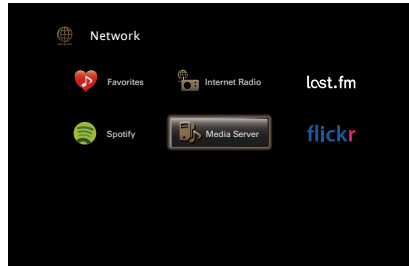 Network
Favorites
Internet Radio
last.fm
Spotify
Media Server
flickr